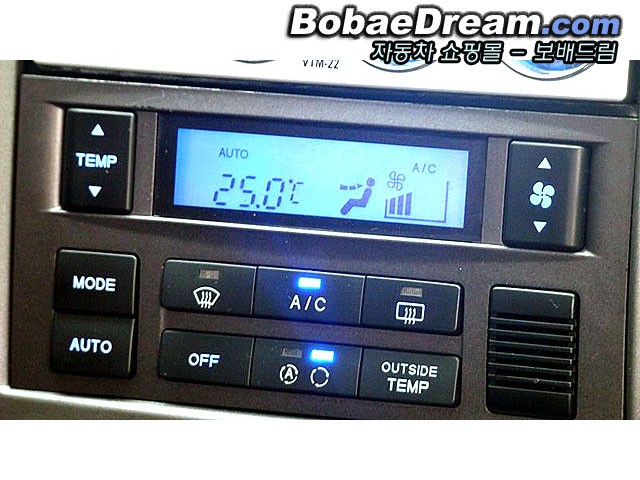 BobaeDream.com
자동차 쇼핑몰 - 보배드림
VTM-22
TEMP
AUTO
A/C
25.0℃
MODE
A/C
AUTO
OFF
A
OUTSIDE
TEMP